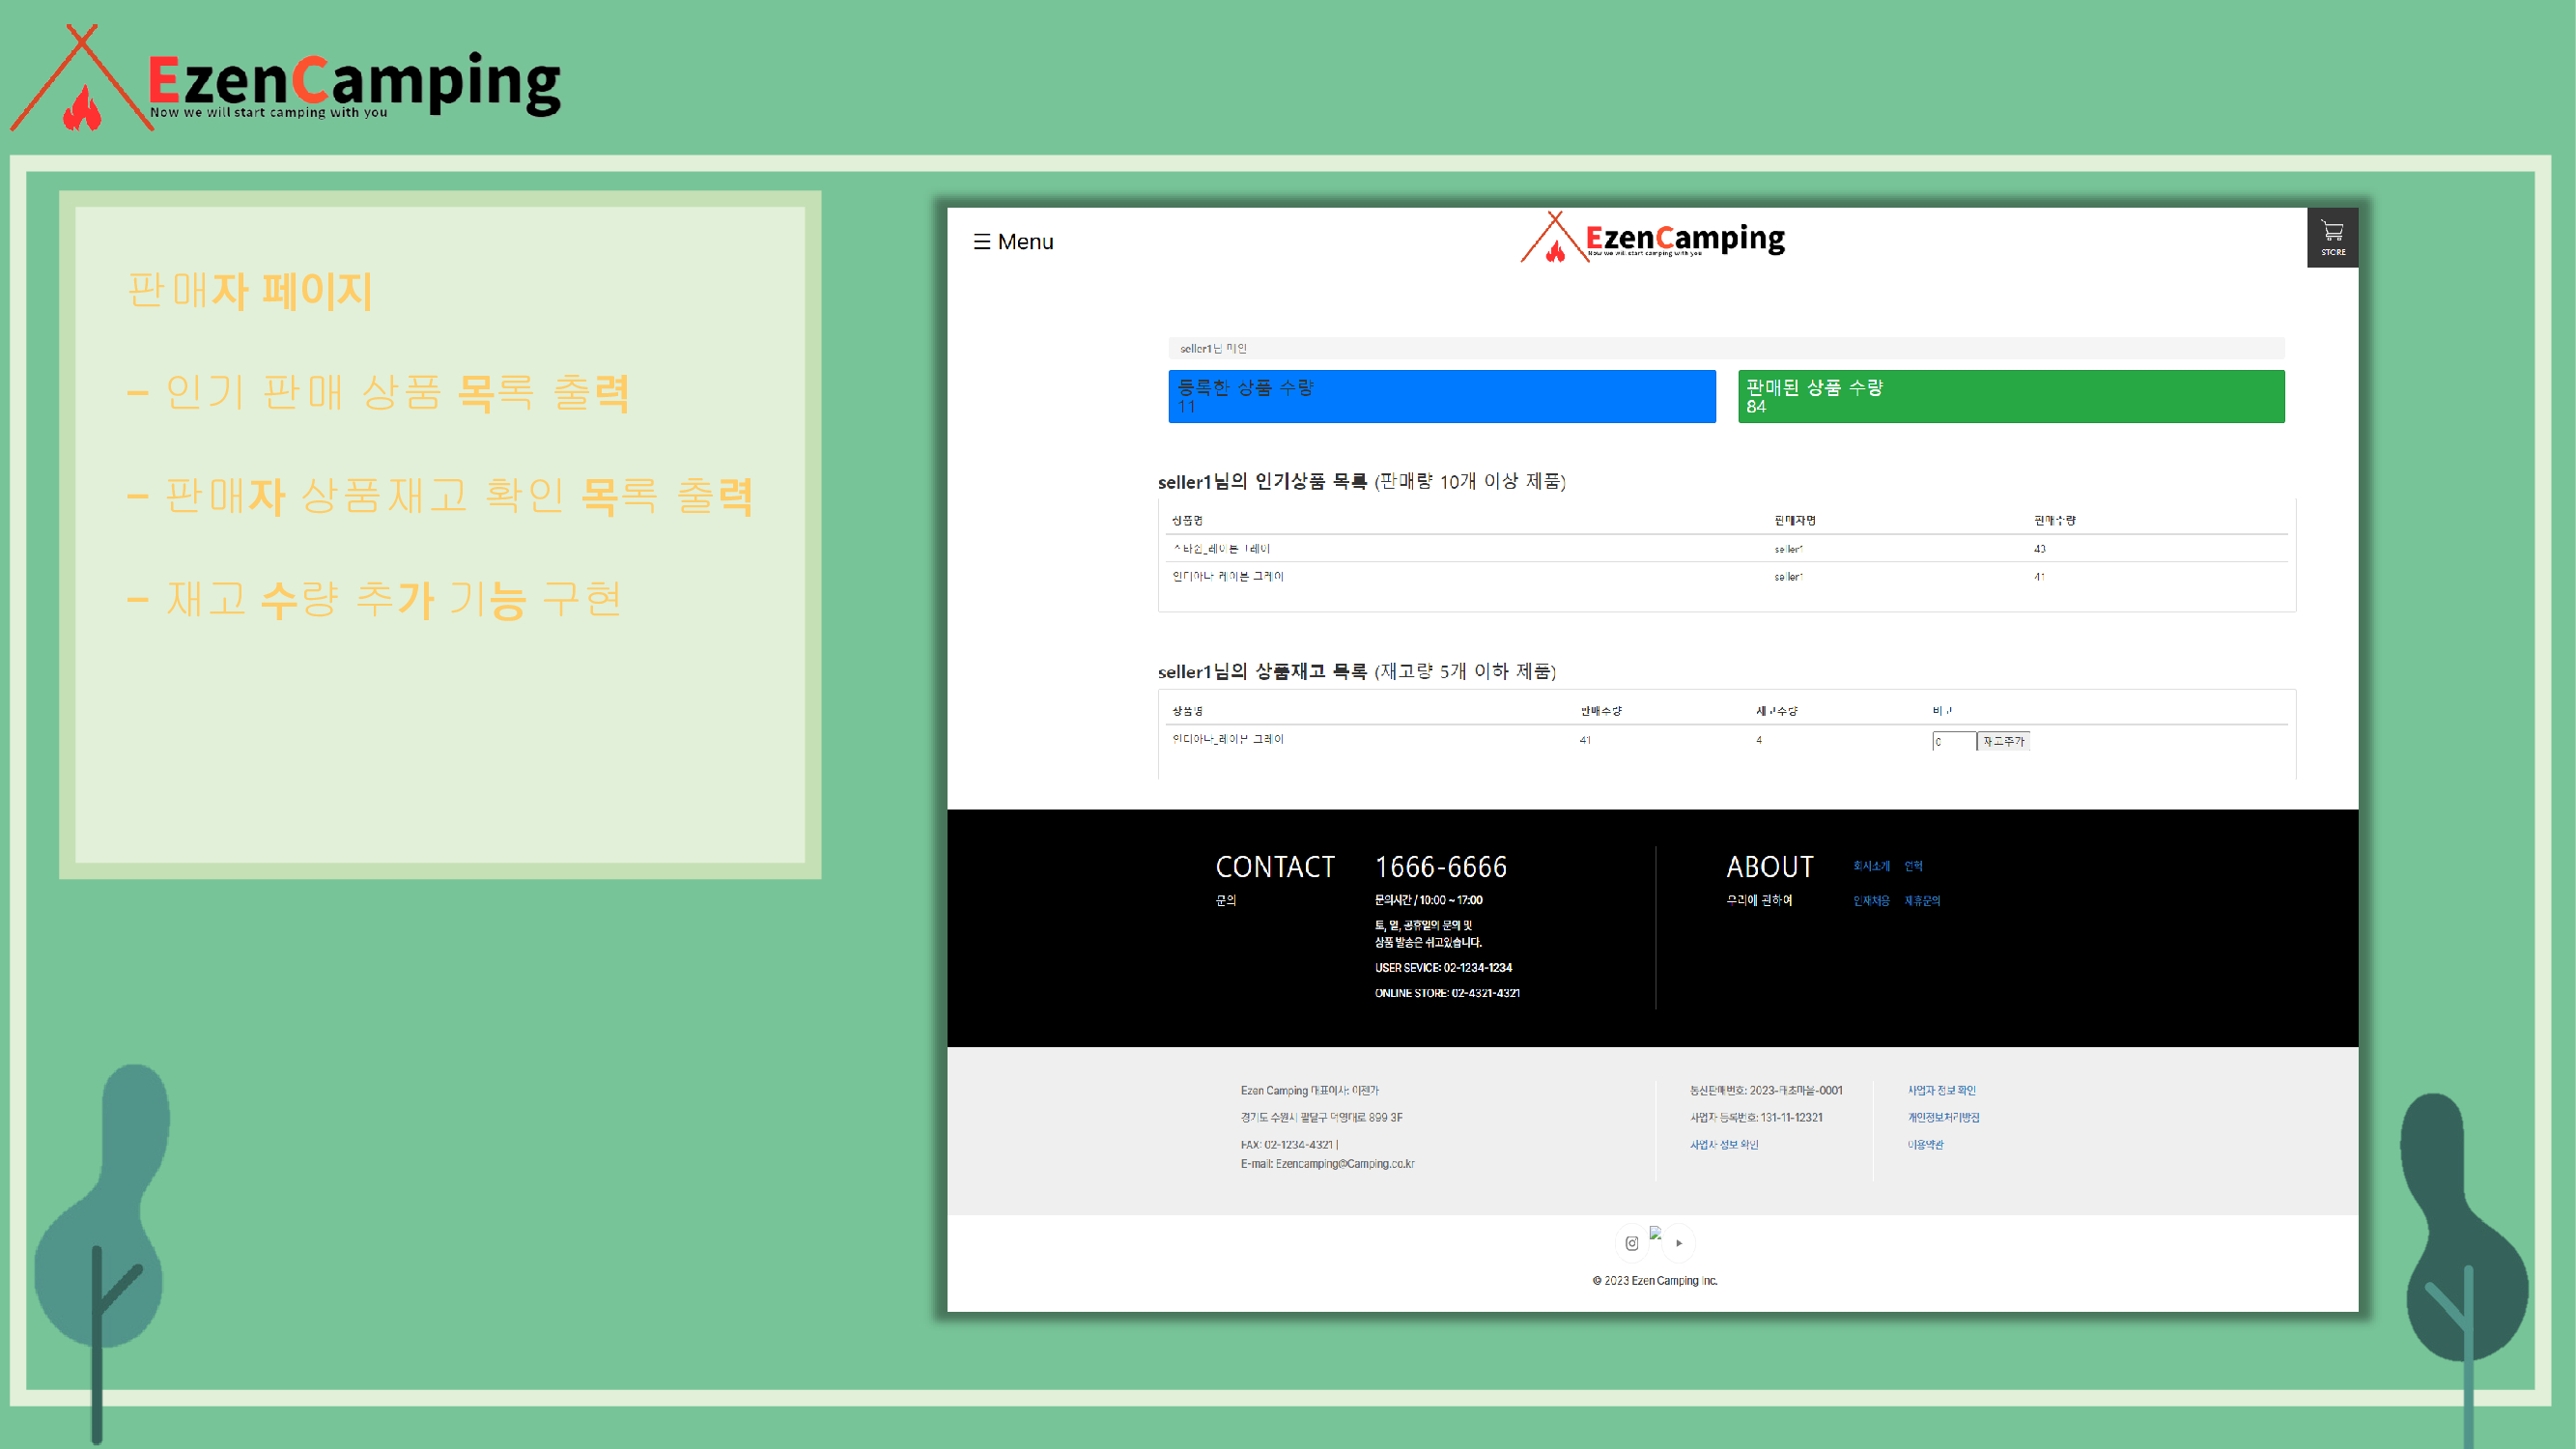 EzenCamping
Now we will start camping with you
판매자 페이지
- 인기 판매 상품 목록 출력
- 판매자 상품재고 확인 목록 출력
- 재고 수량 추가 기능 구현
☰ Menu
EzenCamping
Now we will start camping with you
STORE
seller1님 메인
등록한 상품 수량
11
판매된 상품 수량
84
seller1님의 인기상품 목록 (판매량 10개 이상 제품)
상품명 판매자명 판매수량
seller1 43
인디아나 레이븐 그레이 seller1 41
seller1님의 상품재고 목록 (재고량 5개 이하 제품)
상품명 판매수량 재고수량 비고
인디아나_레이븐 그레이 41 4 0 재고추가
CONTACT 1666-6666
문의
문의시간 / 10:00 ~ 17:00
토, 일, 공휴일의 문의 및
상품 발송은 쉬고있습니다.
USER SEVICE: 02-1234-1234
ONLINE STORE: 02-4321-4321
ABOUT 회사소개 연혁
우리에 관하여 인재채용 제휴문의
Ezen Camping 대표이사: 이젠가
경기도 수원시 팔달구 덕영대로 899 3F
FAX: 02-1234-4321 |
E-mail: Ezencamping@Camping.co.kr
통신판매번호: 2023-태초마을-0001
사업자 등록번호: 131-11-12321
사업자 정보 확인
사업자 정보 확인
개인정보처리방침
이용약관
© 2023 Ezen Camping Inc.